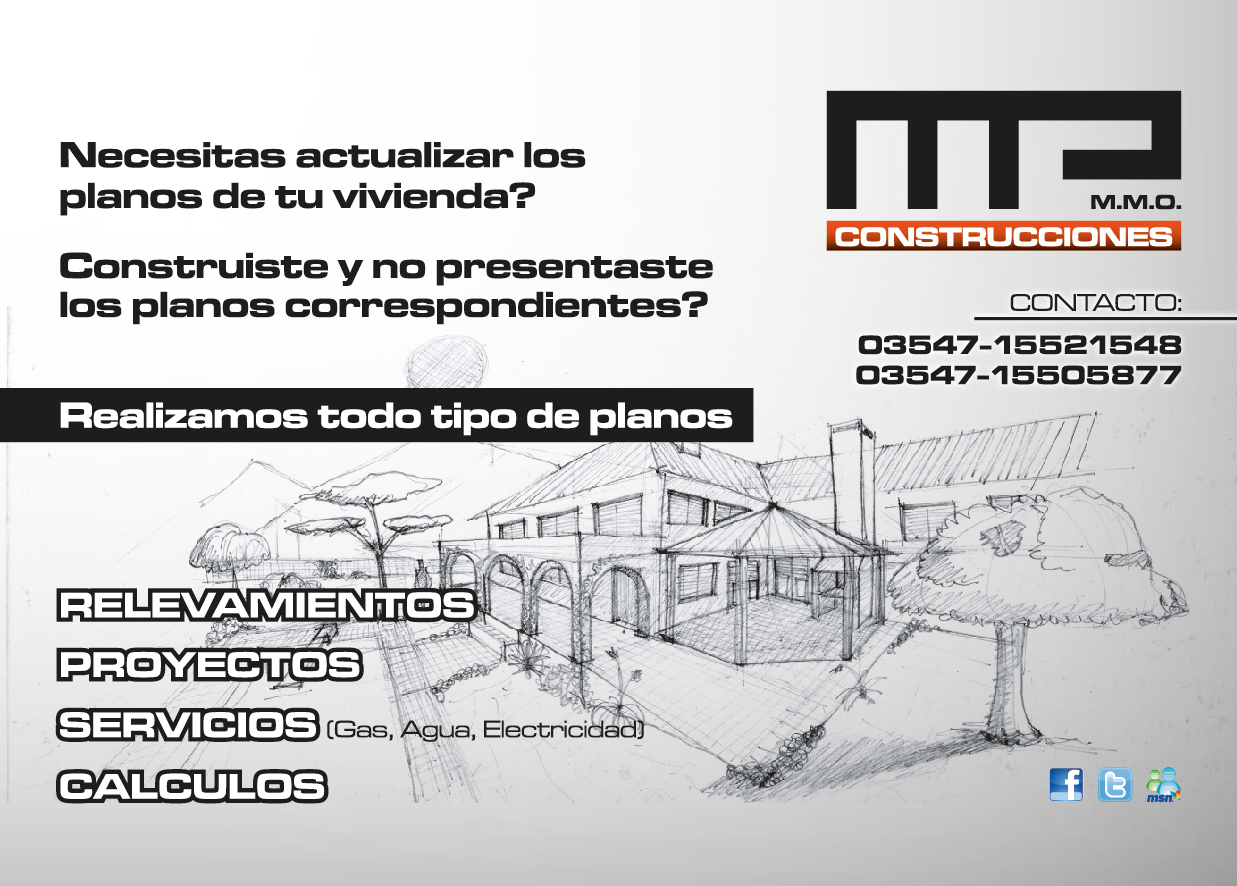 Necesitas actualizar los
planos de tu vivienda?
Construiste y no presentaste
los planos correspondientes?
Realizamos todo tipo de planos
RELEVAMIENTOS
PROYECTOS
SERVICIOS (Gas, Agua, Electricidad)
CALCULOS
MP
M.M.O.
CONSTRUCCIONES
CONTACTO:
03547-15521548
03547-15505877
msn